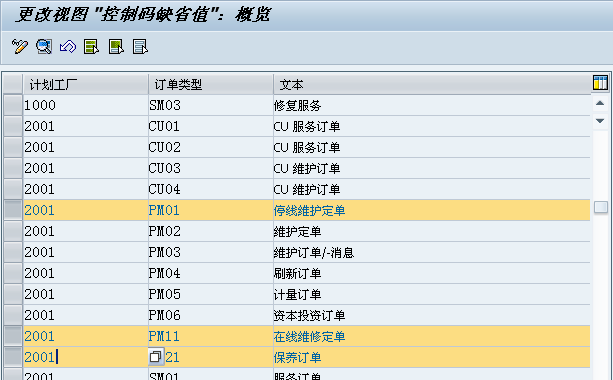 更改视图 "控制码缺省值": 概览
计划工厂 订单类型 文本
1000 SM03 修复服务
2001 CU01 CU 服务订单
2001 CU02 CU 服务订单
2001 CU03 CU 维护订单
2001 CU04 CU 维护订单
2001 PM01 停线維护定单
2001 PM02 维护定单
2001 PM03 维护订单/-消息
2001 PM04 刷新订单
2001 PM05 计量订单
2001 PM06 资本投资订单
2001 PM11 在线維修定单
2001 21 保养订单
2001 SM01 服务订单